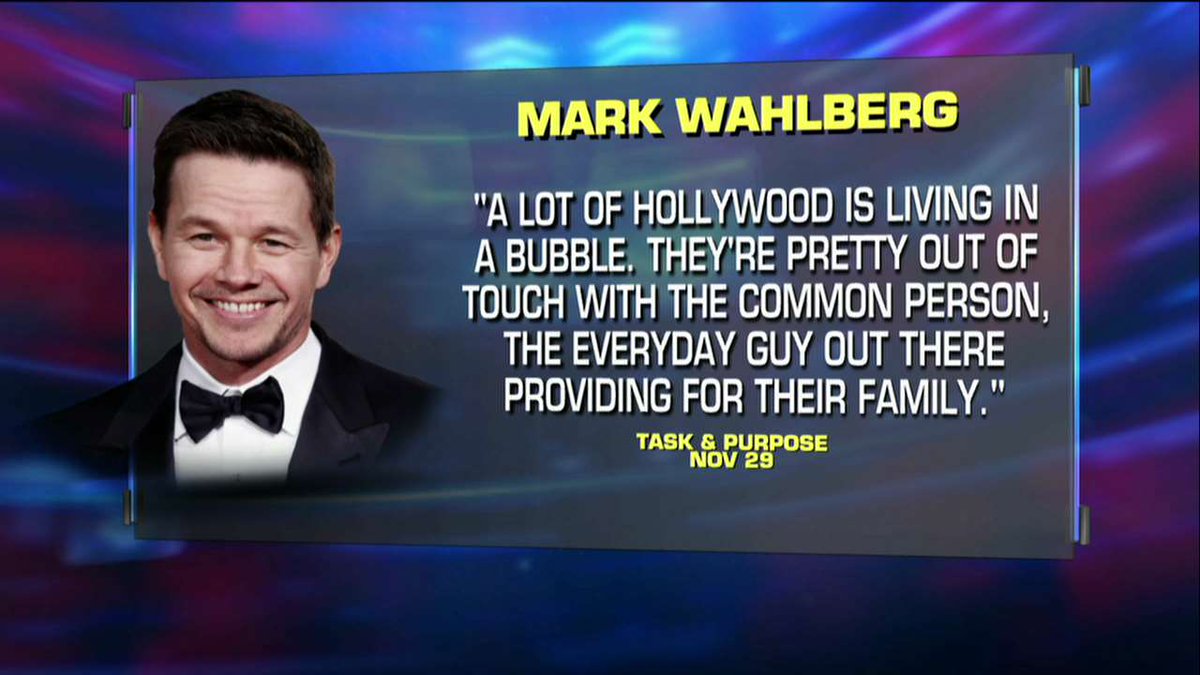 MARK WAHLBERG
"A LOT OF HOLLYWOOD IS LIVING IN
A BUBBLE. THEY'RE PRETTY OUT OF
TOUCH WITH THE COMMON PERSON,
THE EVERYDAY GUY OUT THERE
PROVIDING FOR THEIR FAMILY."
TASK & PURPOSE
NOV 29